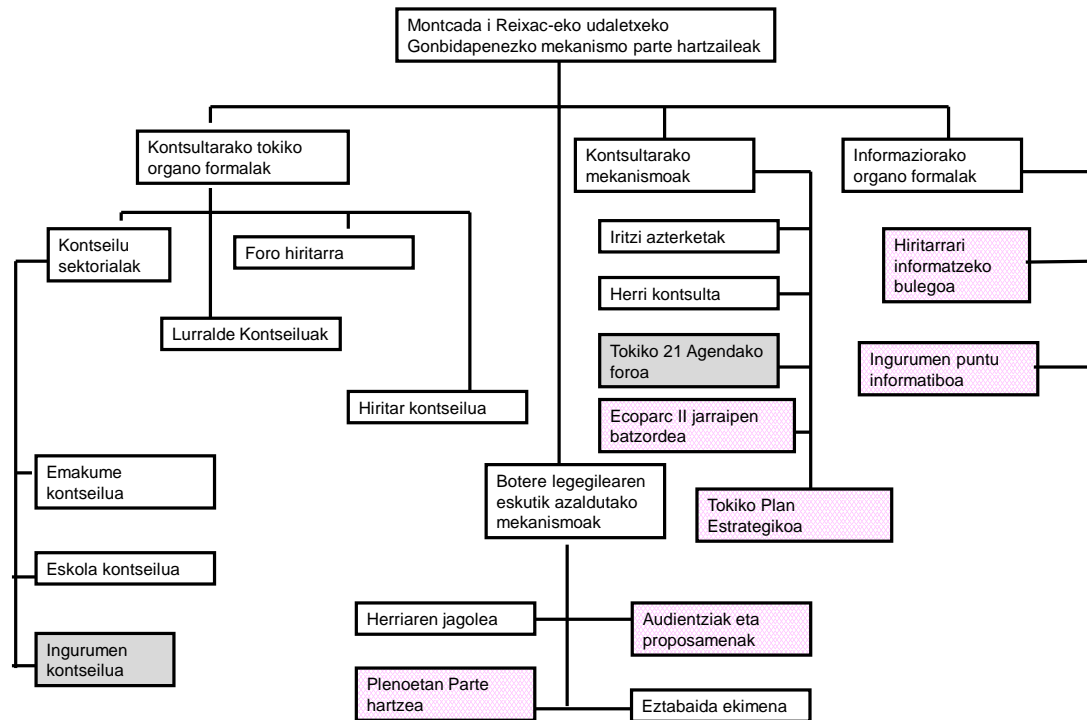 Montcada i Reixac-eko udaletxeko
Gonbidapenezko mekanismo parte hartzaileak
Kontsultarako tokiko
organo formalak
Kontsultarako
mekanismoak
Informaziorako
organo formalak
Kontseilu
sektorialak
Foro hiritarra
Iritzi azterketak
Hiritarrari
informatzeko
bulegoa
Herri kontsulta
Lurralde Kontseiluak
Tokiko 21 Agendako
foroa
Ingurumen puntu
informatiboa
Hiritar kontseilua
Ecoparc II jarraipen
batzordea
Emakume
kontseilua
Botere legegilearen
eskutik azaldutako
mekanismoak
Tokiko Plan
Estrategikoa
Eskola kontseilua
Herriaren jagolea
Audientziak eta
proposamenak
Ingurumen
kontseilua
Plenoetan Parte
hartzea
Eztabaida ekimena